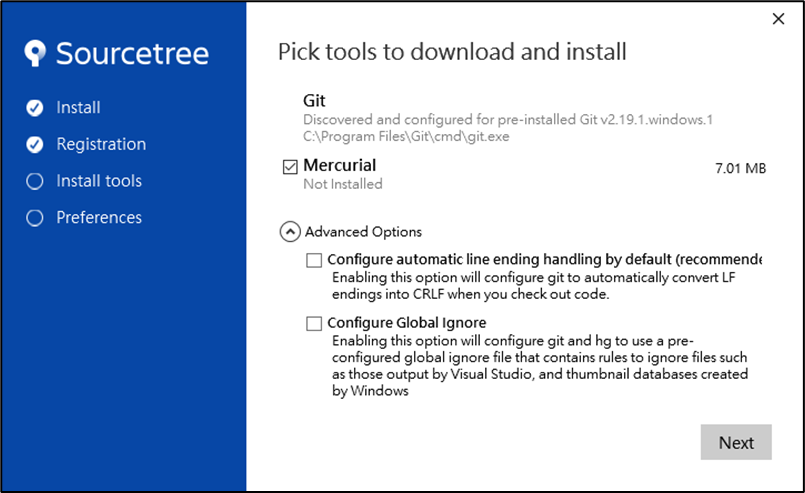 Sourcetree
Install
Registration
Install tools
Preferences
Pick tools to download and install
Git
Discovered and configured for pre-installed Git v2.19.1.windows.1
C:\Program Files\Git\cmd\git.exe
Mercurial
7.01 MB
Not Installed
Advanced Options
Configure automatic line ending handling by default (recommende
Enabling this option will configure git to automatically convert LF
endings into CRLF when you check out code.
Configure Global Ignore
Enabling this option will configure git and hg to use a pre-
configured global ignore file that contains rules to ignore files such
as those output by Visual Studio, and thumbnail databases created
by Windows
Next